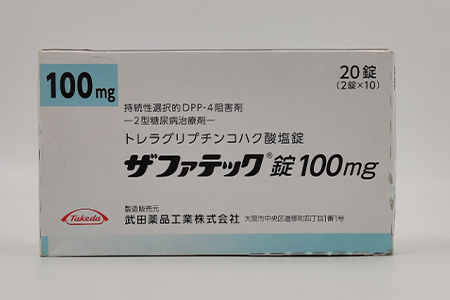 100mg
20錠
(2錠×10)
持続性選択的DPP-4阻害剤
―2型糖尿病治療剤―
トレラグリプチンコハク酸塩錠
ザファテック®錠100mg
製造販売元
Takeda
武田薬品工業株式会社 大阪市中央区道修町四丁目1番1号